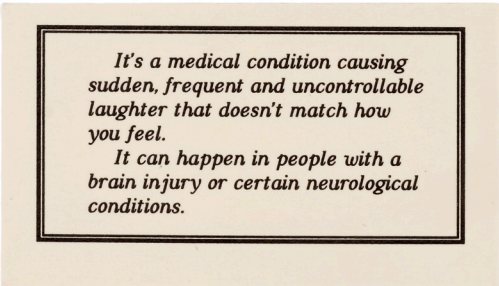 It's a medical condition causing
sudden, frequent and uncontrollable
laughter that doesn't match how
you feel.
It can happen in people with a
brain injury or certain neurological
conditions.